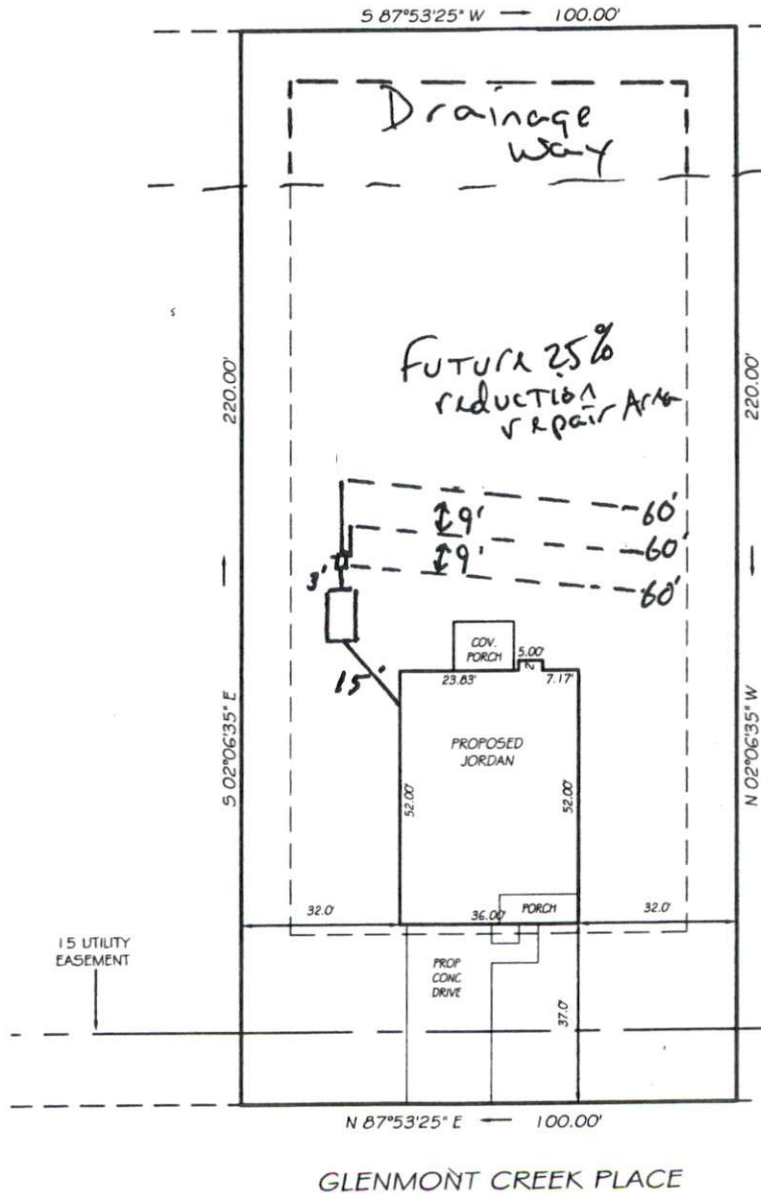 S 87°53'25" W 100.00'
Drainage
Way
FUTURE 25%
reduction
repair Area
220.00'
220.00'
9'
60'
9'
60'
60'
3'
15'
COV.
PORCH
5.00'
2
23.83'
7.17'
PROPOSED
JORDAN
S 02°06'35" E
N 02°06'35" W
52.00'
52.00'
PORCH
32.0'
36.00'
32.0'
15 UTILITY
EASEMENT
PROP
CONC
DRIVE
37.0'
N 87°53'25" E 100.00'
GLENMONT CREEK PLACE